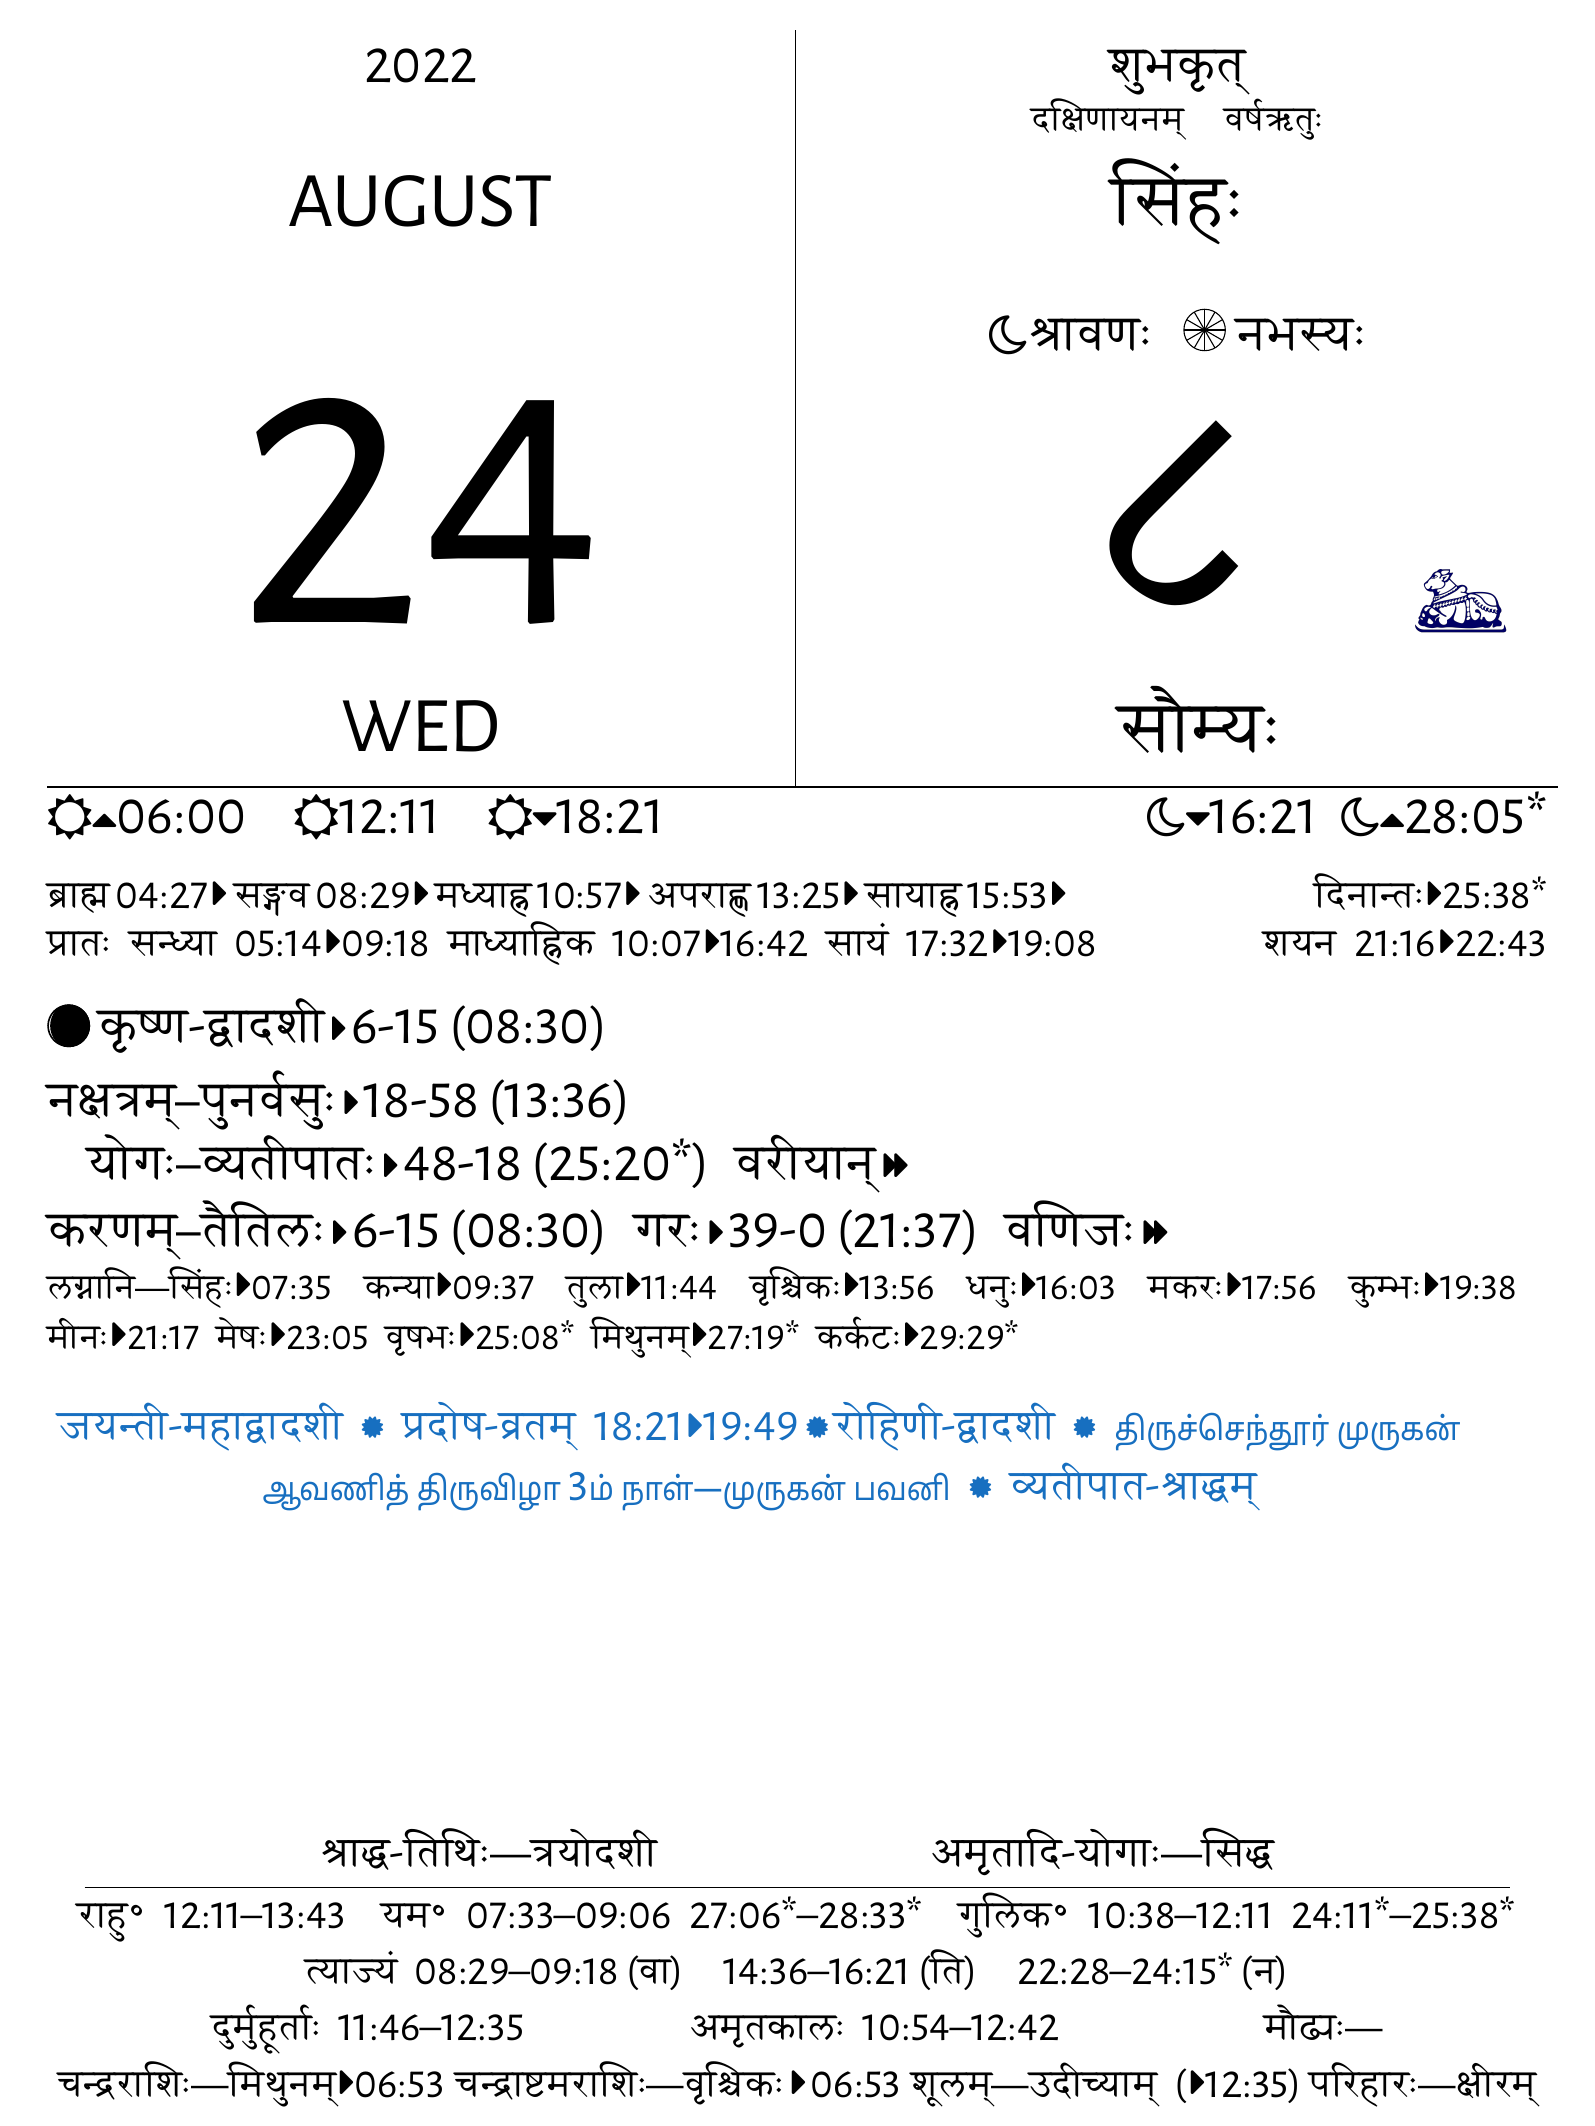 2022
AUGUST
24
WED
शुभकृत्
दक्षिणायनम् वर्षऋतुः
सिंहः
श्रावणः नभस्यः
८
सौम्यः
06:00 12:11 18:21 16:21 28:05*
ब्राह्म 04:27 सङ्गव 08:29 मध्याह्न 10:57 अपराह्ण 13:25 सायाह्न 15:53 दिनान्तः 25:38*
प्रातः सन्ध्या 05:14 09:18 माध्याह्निक 10:07 16:42 सायं 17:32 19:08 शयन 21:16 22:43
कृष्ण-द्वादशी 6-15 (08:30)
नक्षत्रम्–पुनर्वसुः 18-58 (13:36)
योगः–व्यतीपातः 48-18 (25:20*) वरीयान्
करणम्–तैतिलः 6-15 (08:30) गरः 39-0 (21:37) वणिजः
लग्नानि—सिंहः 07:35 कन्या 09:37 तुला 11:44 वृश्चिकः 13:56 धनुः 16:03 मकरः 17:56 कुम्भः 19:38
मीनः 21:17 मेषः 23:05 वृषभः 25:08* मिथुनम् 27:19* कर्कटः 29:29*
जयन्ती-महाद्वादशी ✹ प्रदोष-व्रतम् 18:21 19:49 ✹ रोहिणी-द्वादशी ✹ திருச்செந்தூர் முருகன்
ஆவணித் திருவிழா 3ம் நாள்—முருகன் பவனி ✹ व्यतीपात-श्राद्धम्
श्राद्ध-तिथिः—त्रयोदशी अमृतादि-योगाः—सिद्ध
राहु॰ 12:11–13:43 यम॰ 07:33–09:06 27:06*–28:33* गुलिक॰ 10:38–12:11 24:11*–25:38*
त्याज्यं 08:29–09:18 (वा) 14:36–16:21 (ति) 22:28–24:15* (न)
दुर्मुहूर्ताः 11:46–12:35 अमृतकालः 10:54–12:42 मौढ्यः—
चन्द्रराशिः—मिथुनम् 06:53 चन्द्राष्टमराशिः—वृश्चिकः 06:53 शूलम्—उदीच्याम् (12:35) परिहारः—क्षीरम्